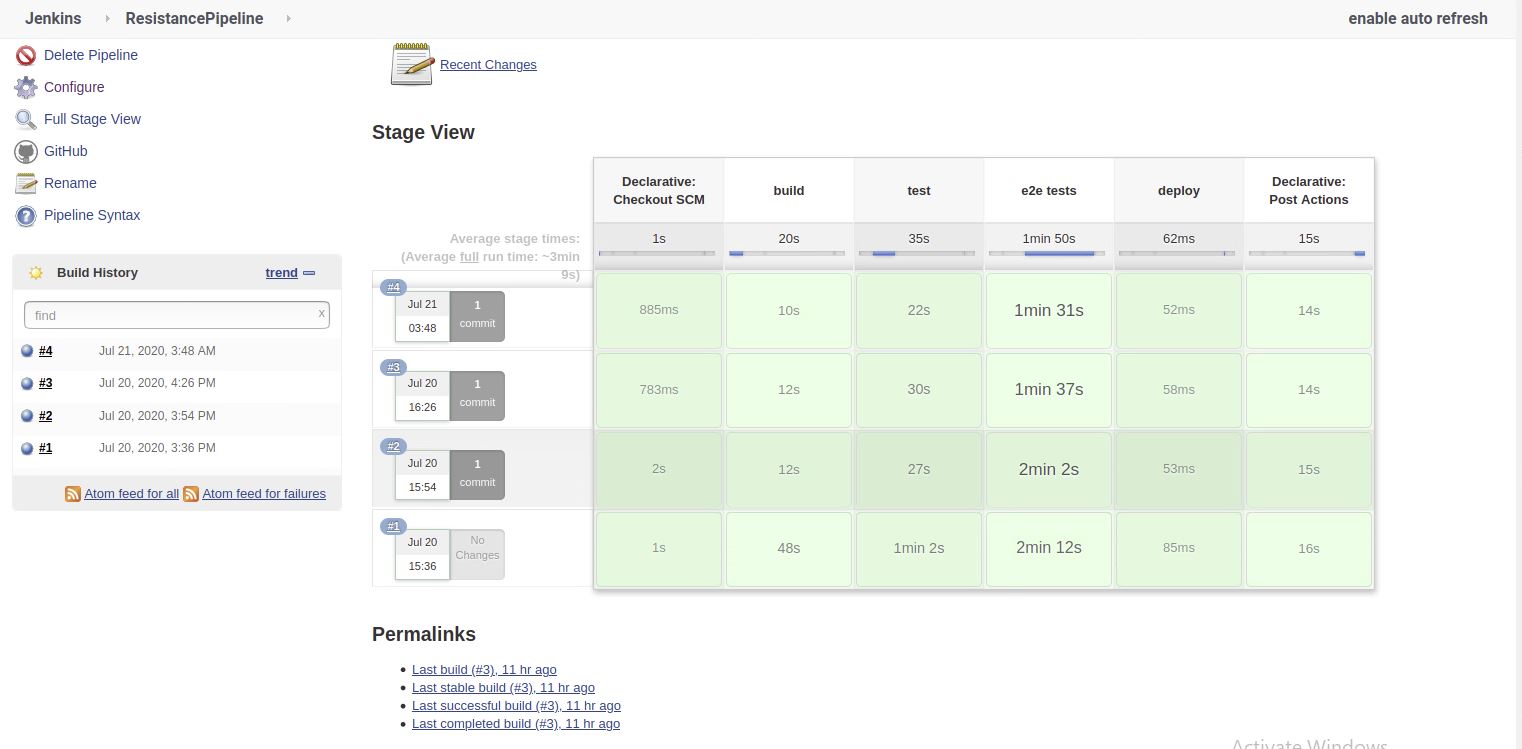 Jenkins ResistancePipeline enable auto refresh
Delete Pipeline
Configure
Full Stage View
GitHub
Rename
Pipeline Syntax
Build History trend
find x
#4 Jul 21, 2020, 3:48 AM
#3 Jul 20, 2020, 4:26 PM
#2 Jul 20, 2020, 3:54 PM
#1 Jul 20, 2020, 3:36 PM
Atom feed for all Atom feed for failures
Recent Changes
Stage View
Declarative: Checkout SCM build test e2e tests deploy Declarative: Post Actions
Average stage times: 1s 20s 35s 1min 50s 62ms 15s
(Average full run time: ~3min
9s)
#4
Jul 21 1
03:48 commit
885ms 10s 22s 1min 31s 52ms 14s
#3
Jul 20 1
16:26 commit
783ms 12s 30s 1min 37s 58ms 14s
#2
Jul 20 1
15:54 commit
2s 12s 27s 2min 2s 53ms 15s
#1
Jul 20 No
15:36 Changes
1s 48s 1min 2s 2min 12s 85ms 16s
Permalinks
Last build (#3), 11 hr ago
Last stable build (#3), 11 hr ago
Last successful build (#3), 11 hr ago
Last completed build (#3), 11 hr ago
Activate Windows